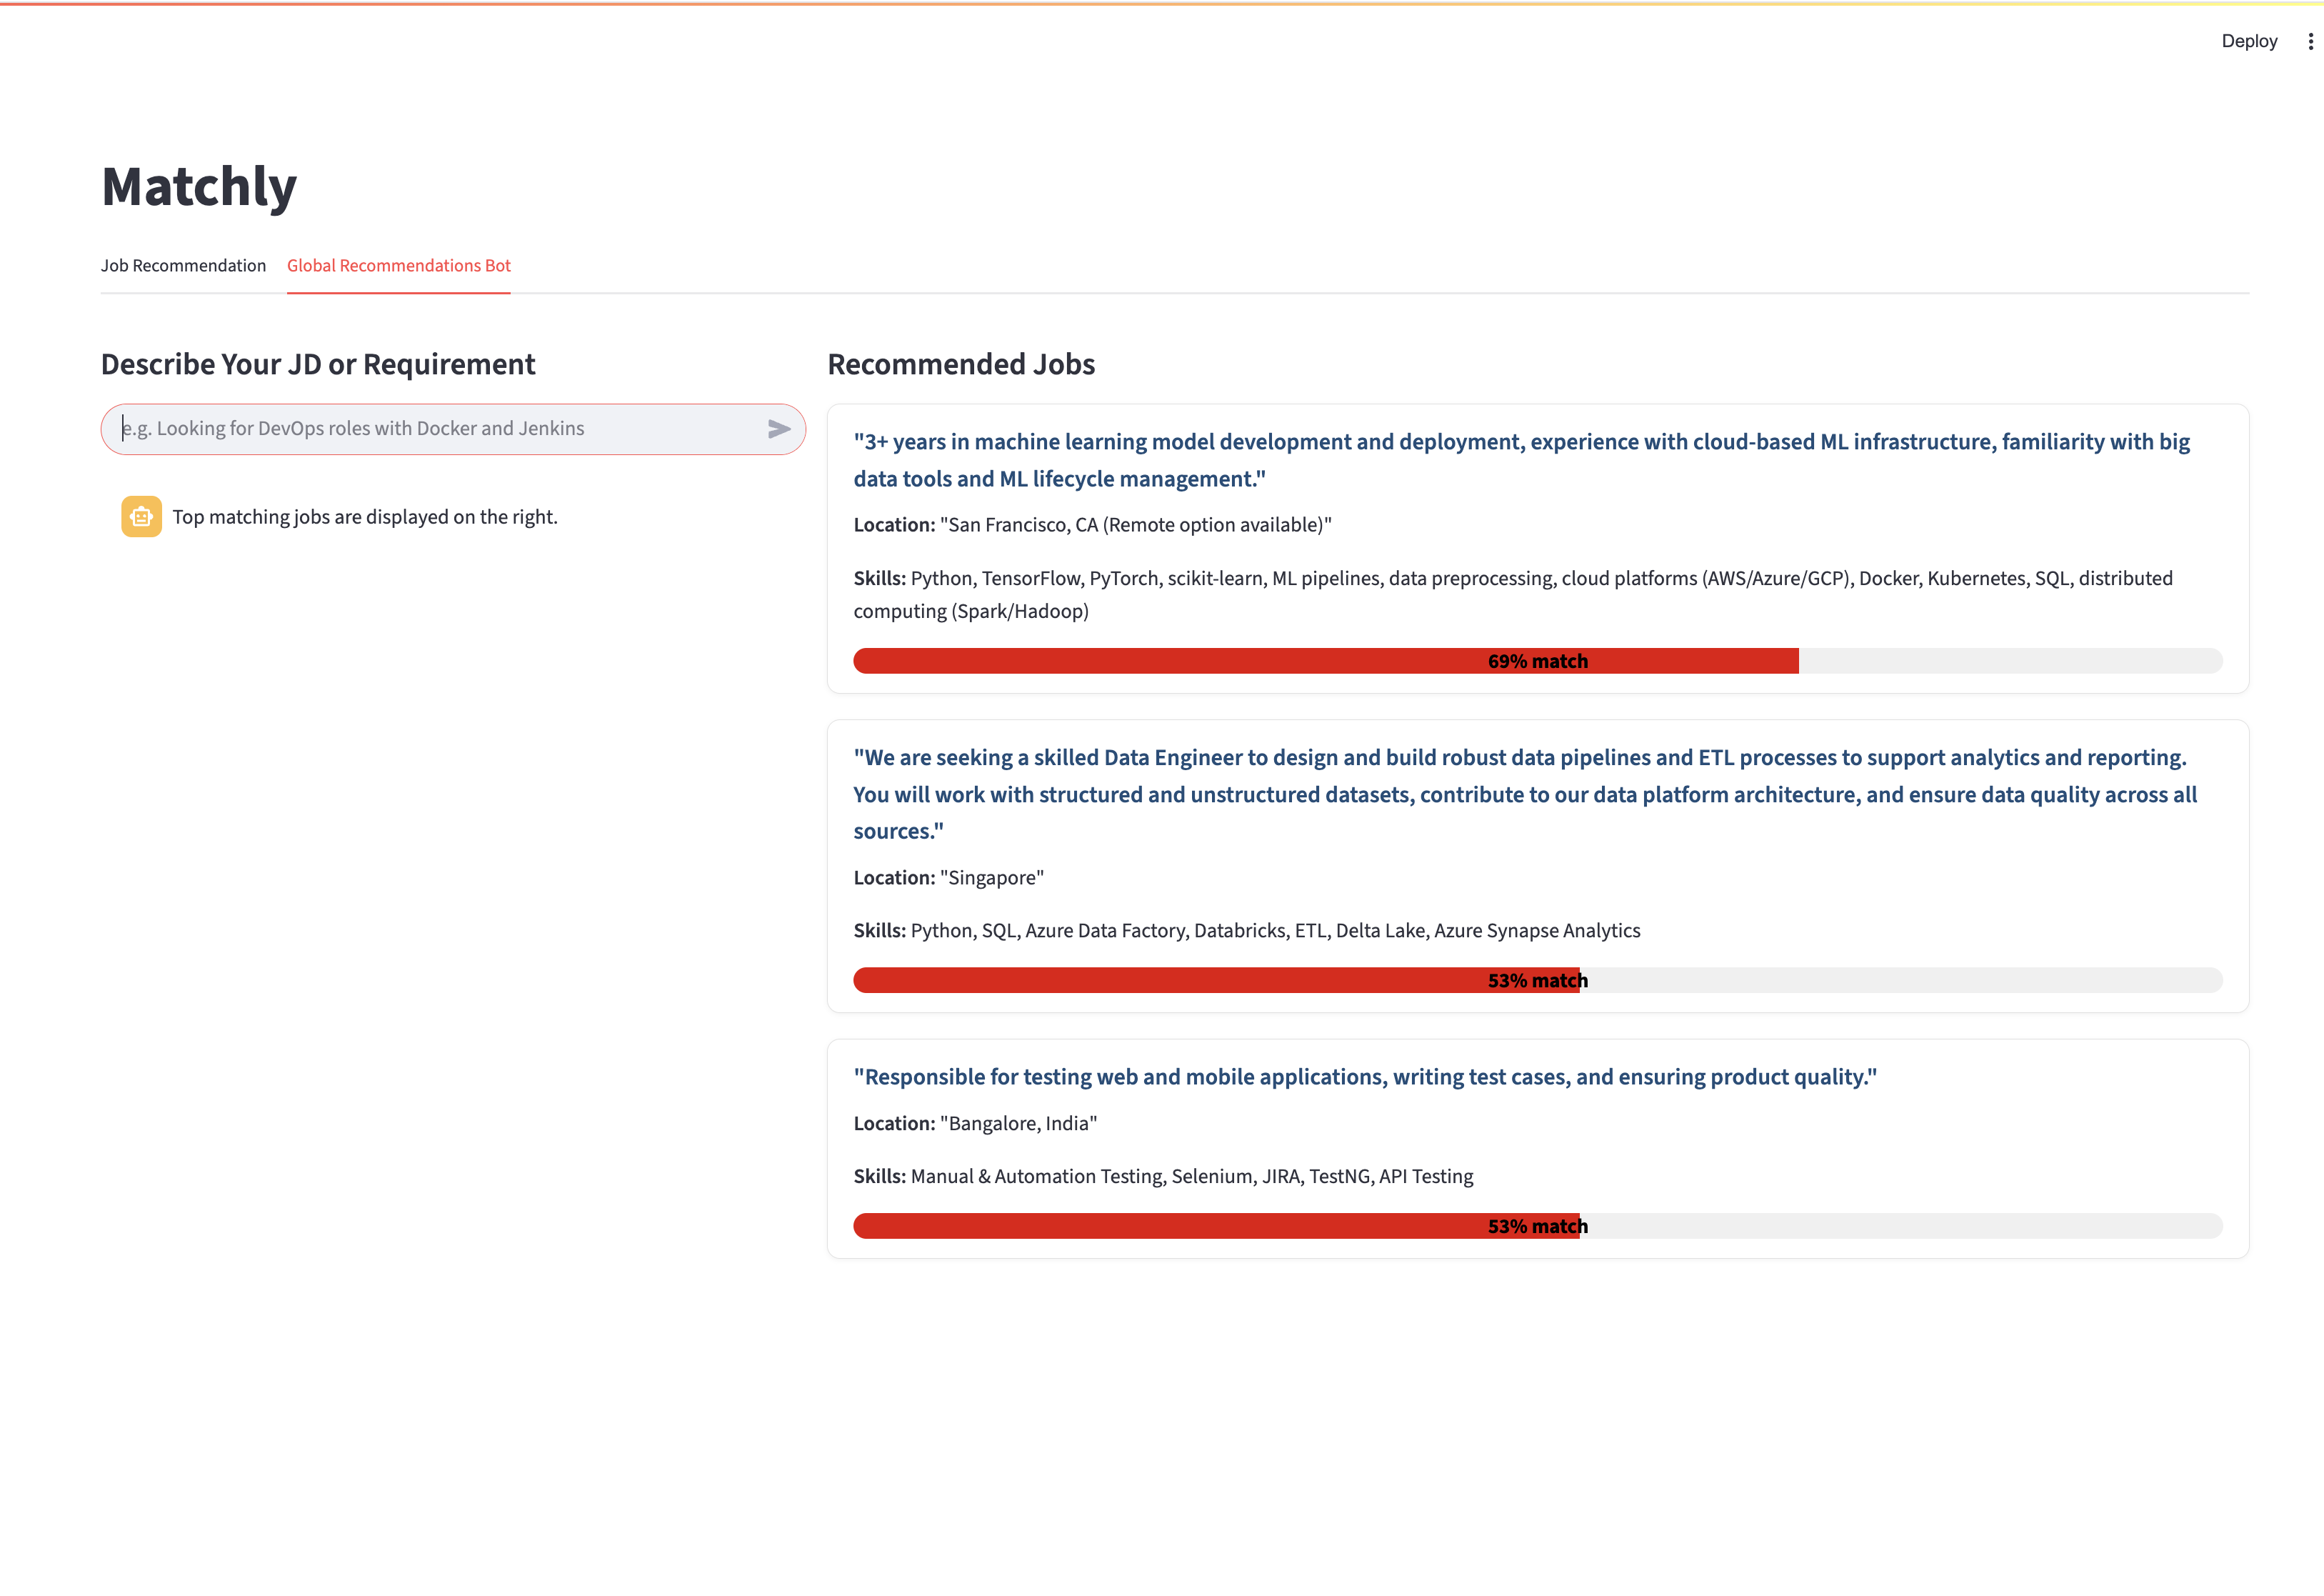 Deploy
Matchly
Job Recommendation
Global Recommendations Bot
Describe Your JD or Requirement
e.g. Looking for DevOps roles with Docker and Jenkins
Top matching jobs are displayed on the right.
Recommended Jobs
"3+ years in machine learning model development and deployment, experience with cloud-based ML infrastructure, familiarity with big
data tools and ML lifecycle management."
Location: "San Francisco, CA (Remote option available)"
Skills: Python, TensorFlow, PyTorch, scikit-learn, ML pipelines, data preprocessing, cloud platforms (AWS/Azure/GCP), Docker, Kubernetes, SQL, distributed
computing (Spark/Hadoop)
69% match
"We are seeking a skilled Data Engineer to design and build robust data pipelines and ETL processes to support analytics and reporting.
You will work with structured and unstructured datasets, contribute to our data platform architecture, and ensure data quality across all
sources."
Location: "Singapore"
Skills: Python, SQL, Azure Data Factory, Databricks, ETL, Delta Lake, Azure Synapse Analytics
53% match
"Responsible for testing web and mobile applications, writing test cases, and ensuring product quality."
Location: "Bangalore, India"
Skills: Manual & Automation Testing, Selenium, JIRA, TestNG, API Testing
53% match